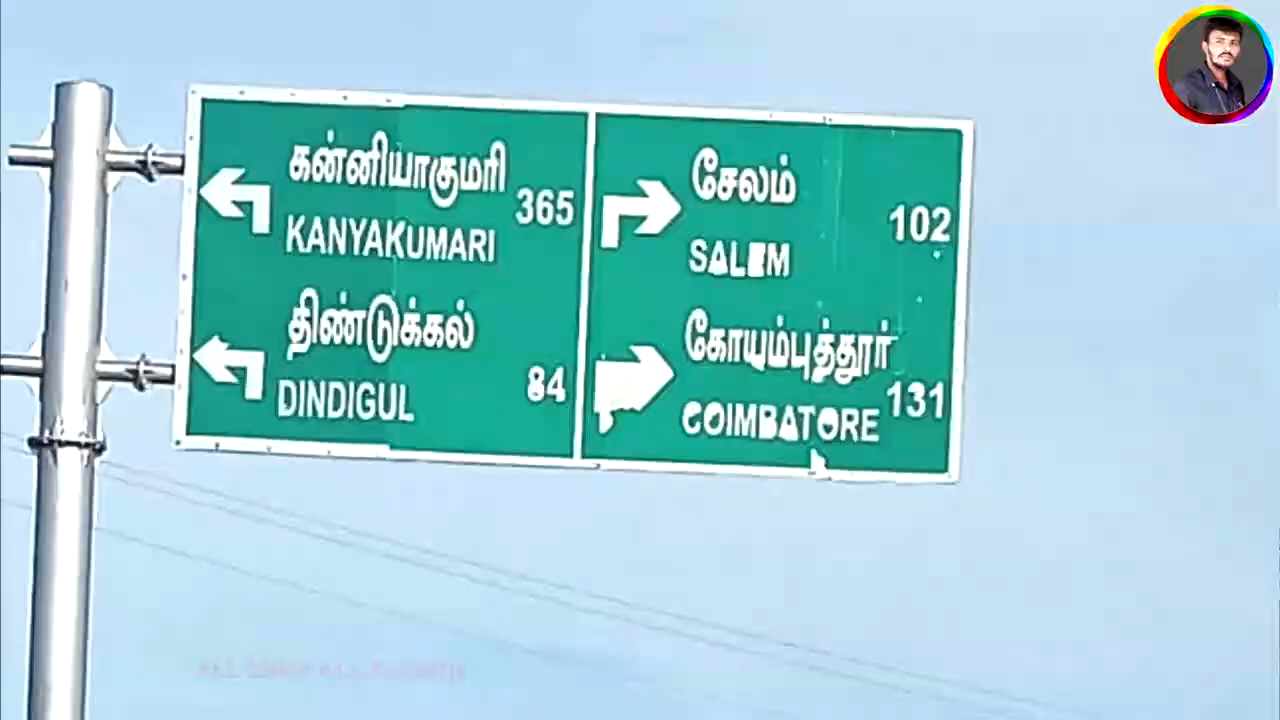 கன்னியாகுமரி
KANYAKUMARI
365
திண்டுக்கல்
DINDIGUL
84
சேலம்
SALEM
102
கோயம்புத்தூர்
COIMBATORE
131